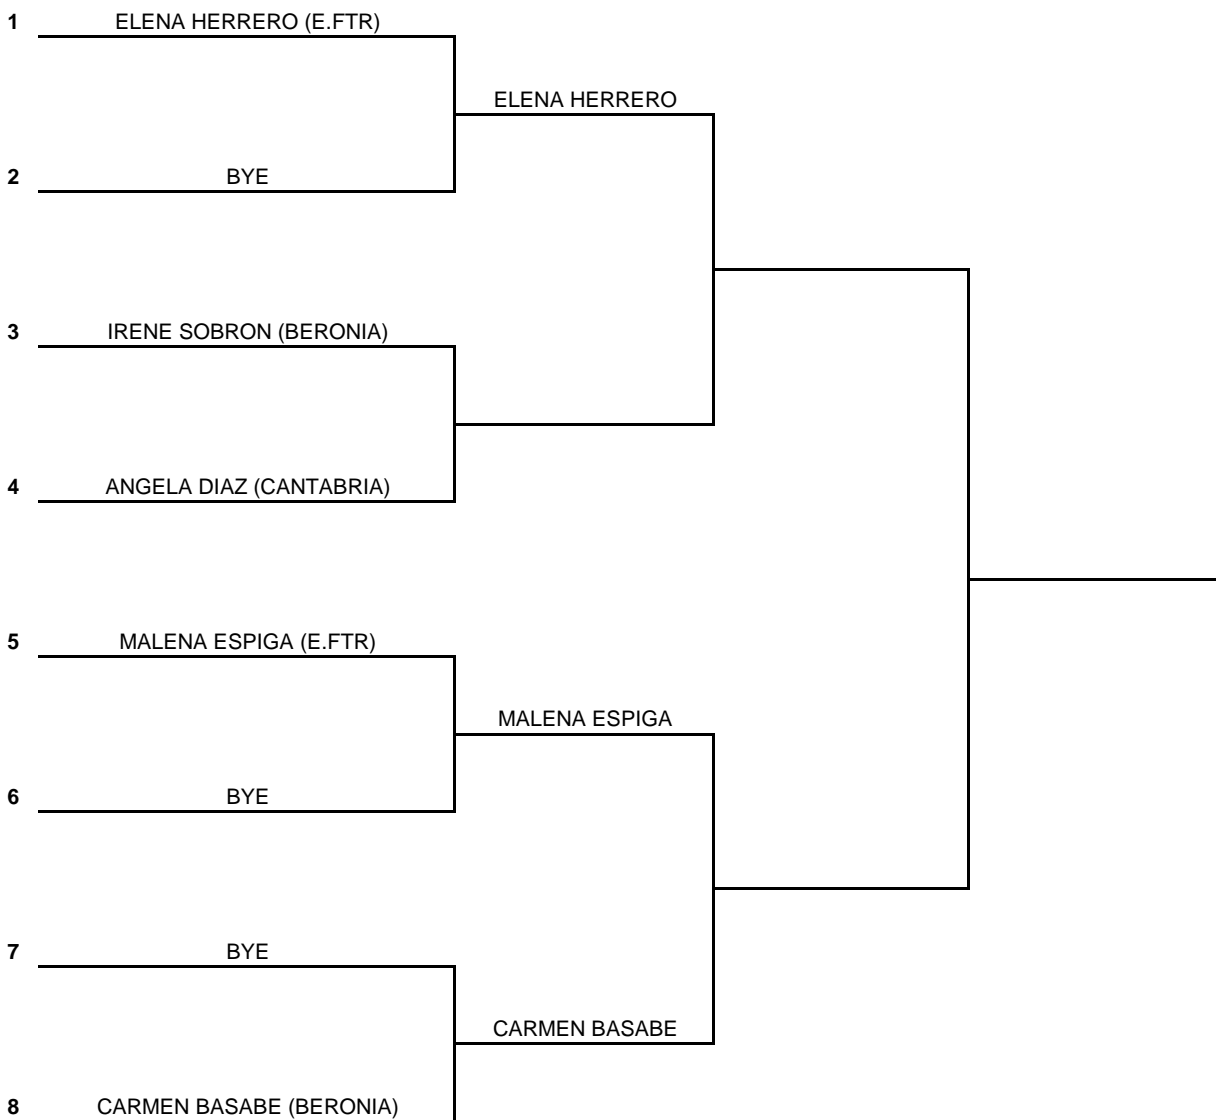 1 ELENA HERRERO (E.FTR)
ELENA HERRERO
2 BYE
3 IRENE SOBRON (BERONIA)
4 ANGELA DIAZ (CANTABRIA)
5 MALENA ESPIGA (E.FTR)
MALENA ESPIGA
6 BYE
7 BYE
CARMEN BASABE
8 CARMEN BASABE (BERONIA)